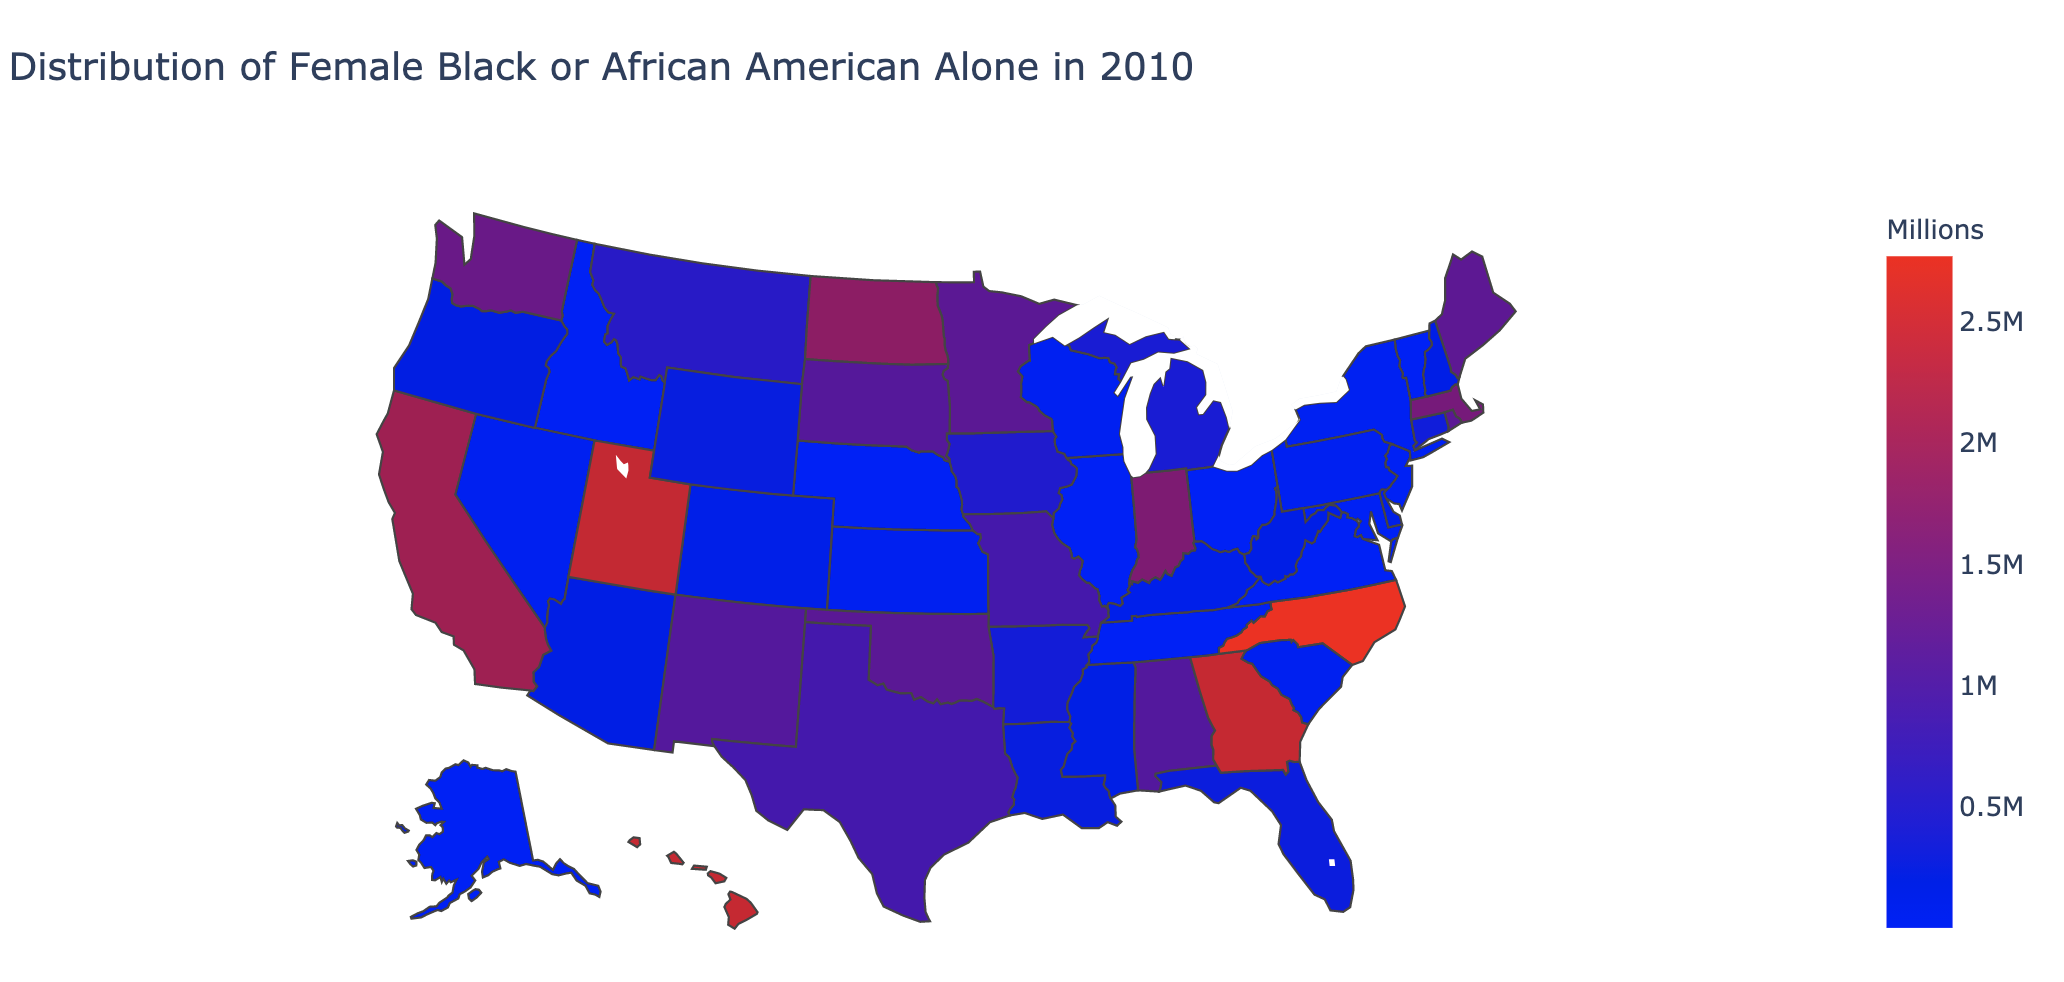 Distribution of Female Black or African American Alone in 2010
Millions
2.5M
2M
1.5M
1M
0.5M